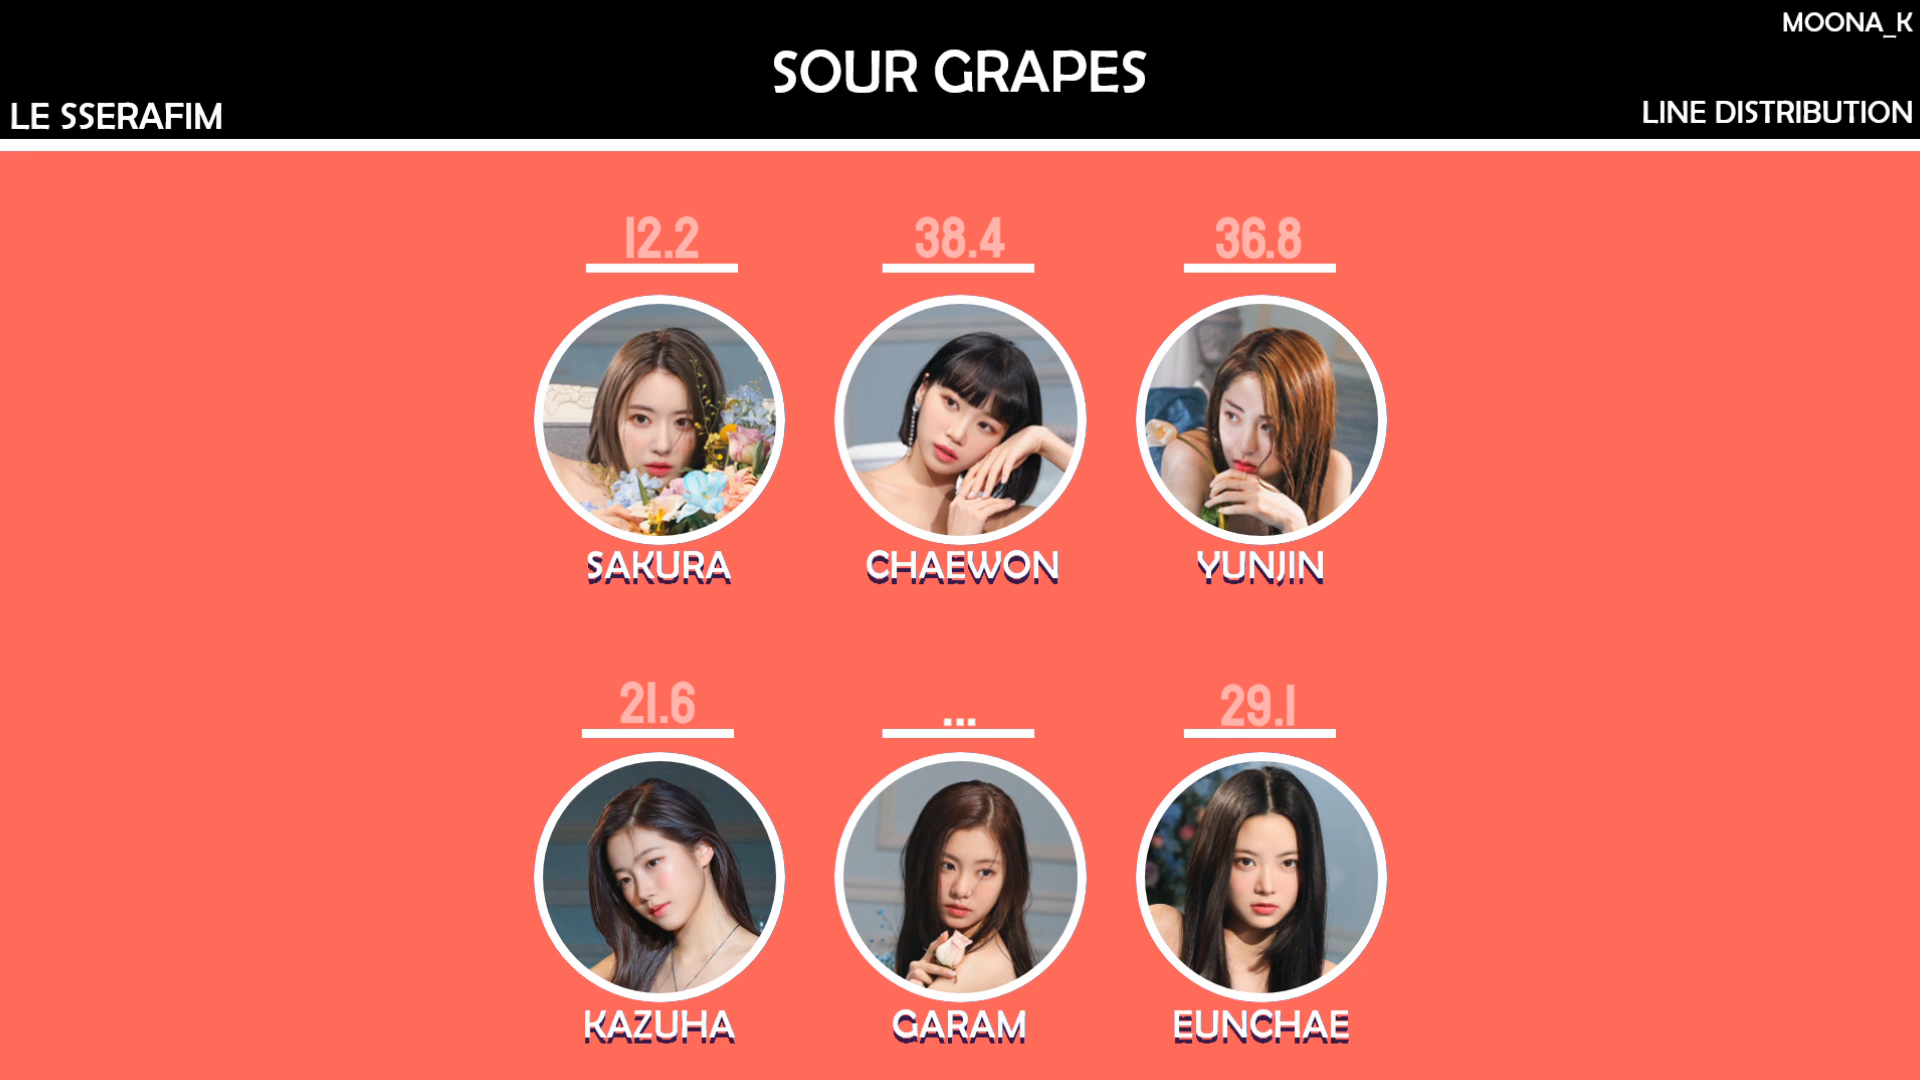 MOONA_K
SOUR GRAPES
LE SSERAFIM
LINE DISTRIBUTION
12.2
38.4
36.8
SAKURA
CHAEWON
YUNJIN
21.6
...
29.1
KAZUHA
GARAM
EUNCHAE